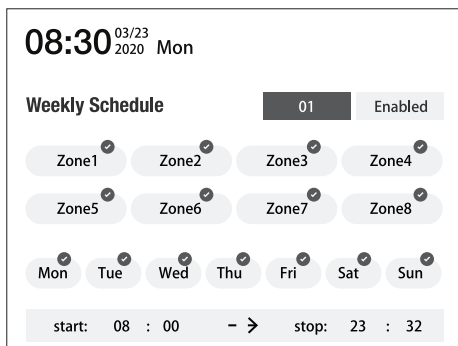 08:30 03/23 2020 Mon
Weekly Schedule 01 Enabled
Zone1 Zone2 Zone3 Zone4
Zone5 Zone6 Zone7 Zone8
Mon Tue Wed Thu Fri Sat Sun
start: 08 : 00 - → stop: 23 : 32